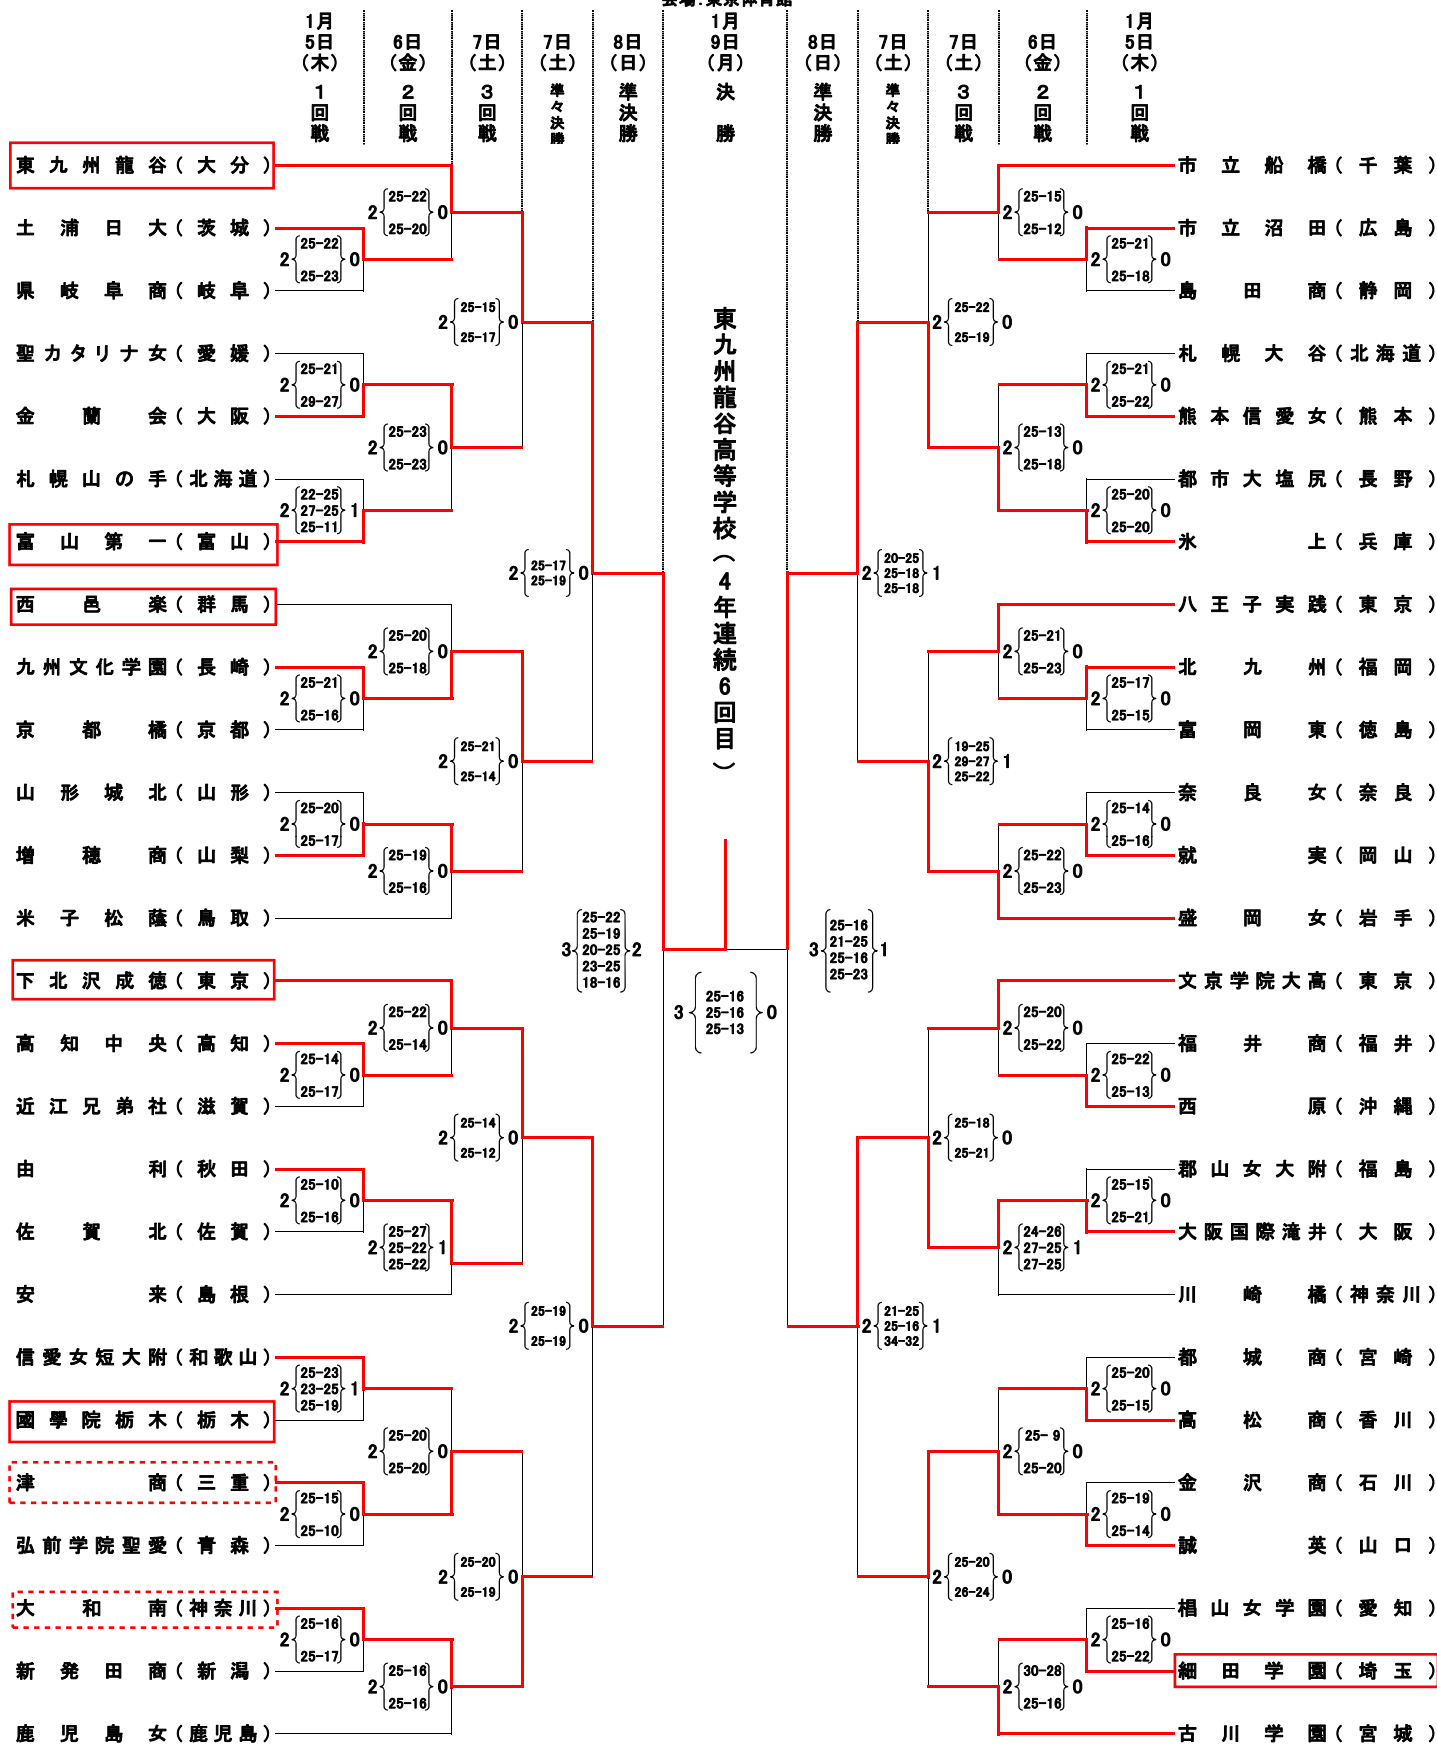 会場:東京体育館
1月 5日 (木) 1回戦
6日 (金) 2回戦
7日 (土) 3回戦
7日 (土) 準々決勝
8日 (日) 準決勝
1月 9日 (月) 決勝
8日 (日) 準決勝
7日 (土) 準々決勝
7日 (土) 3回戦
6日 (金) 2回戦
1月 5日 (木) 1回戦
東九州龍谷(大分)
土浦日大(茨城)
県岐阜商(岐阜)
聖カタリナ女(愛媛)
金蘭会(大阪)
札幌山の手(北海道)
富山第一(富山)
西邑楽(群馬)
九州文化学園(長崎)
京都橘(京都)
山形城北(山形)
増穂商(山梨)
米子松蔭(鳥取)
下北沢成徳(東京)
高知中央(高知)
近江兄弟社(滋賀)
由利(秋田)
佐賀北(佐賀)
安来(島根)
信愛女短大附(和歌山)
國學院栃木(栃木)
津商(三重)
弘前学院聖愛(青森)
大和南(神奈川)
新発田商(新潟)
鹿児島女(鹿児島)
2 25-22 25-23 0
2 25-21 29-27 0
2 22-25 27-25 25-11 1
2 25-21 25-16 0
2 25-20 25-17 0
2 25-14 25-17 0
2 25-10 25-16 0
2 25-23 23-25 25-19 1
2 25-15 25-10 0
2 25-16 25-17 0
2 25-22 25-20 0
2 25-23 25-23 0
2 25-20 25-18 0
2 25-19 25-16 0
2 25-22 25-14 0
2 25-27 25-22 25-22 1
2 25-20 25-20 0
2 25-16 25-16 0
2 25-15 25-17 0
2 25-21 25-14 0
2 25-14 25-12 0
2 25-20 25-19 0
2 25-17 25-19 0
2 25-19 25-19 0
3 25-22 25-19 20-25 23-25 18-16 2
東九州龍谷高等学校(4年連続6回目)
3 25-16 25-16 25-13 0
3 25-16 21-25 25-16 25-23 1
2 20-25 25-18 25-18 1
2 21-25 25-16 34-32 1
2 25-22 25-19 0
2 19-25 29-27 25-22 1
2 25-18 25-21 0
2 25-20 26-24 0
2 25-15 25-12 0
2 25-13 25-18 0
2 25-21 25-23 0
2 25-22 25-23 0
2 25-20 25-22 0
2 24-26 27-25 27-25 1
2 25-9 25-20 0
2 30-28 25-16 0
2 25-21 25-18 0
2 25-21 25-22 0
2 25-20 25-20 0
2 25-17 25-15 0
2 25-14 25-16 0
2 25-22 25-13 0
2 25-15 25-21 0
2 25-20 25-15 0
2 25-19 25-14 0
2 25-16 25-22 0
市立船橋(千葉)
市立沼田(広島)
島田商(静岡)
札幌大谷(北海道)
熊本信愛女(熊本)
都市大塩尻(長野)
氷上(兵庫)
八王子実践(東京)
北九州(福岡)
富岡東(徳島)
奈良女(奈良)
就実(岡山)
盛岡女(岩手)
文京学院大高(東京)
福井商(福井)
西原(沖縄)
郡山女大附(福島)
大阪国際滝井(大阪)
川崎橘(神奈川)
都城商(宮崎)
高松商(香川)
金沢商(石川)
誠英(山口)
椙山女学園(愛知)
細田学園(埼玉)
古川学園(宮城)